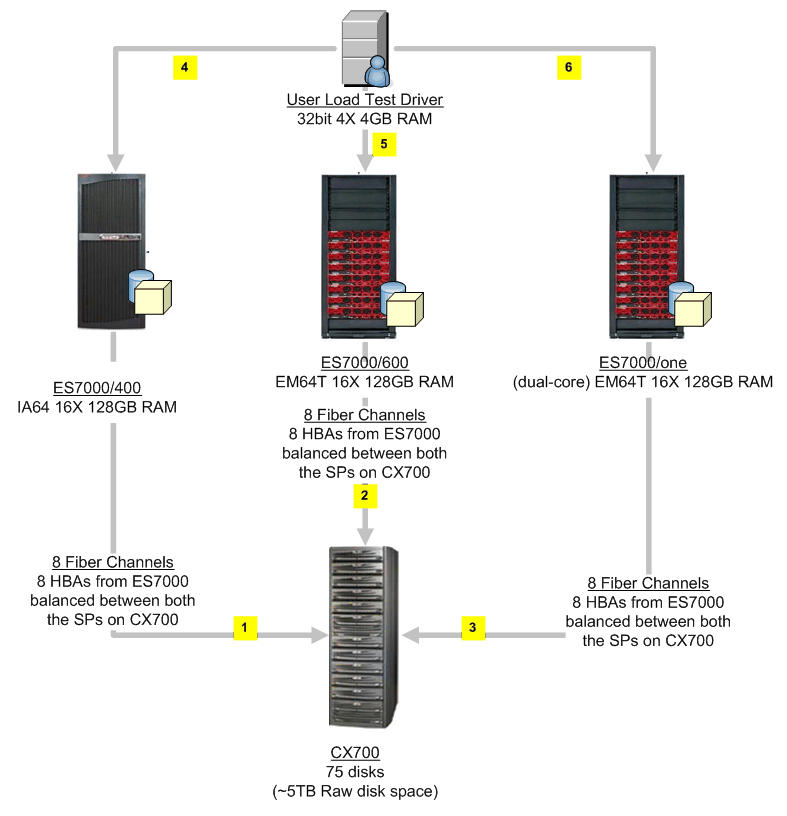 4
6
User Load Test Driver
32bit 4X 4GB RAM
5
ES7000/400
IA64 16X 128GB RAM
ES7000/600
EM64T 16X 128GB RAM
ES7000/one
(dual-core) EM64T 16X 128GB RAM
8 Fiber Channels
8 HBAs from ES7000
balanced between both
the SPs on CX700
2
8 Fiber Channels
8 HBAs from ES7000
balanced between both
the SPs on CX700
1
8 Fiber Channels
8 HBAs from ES7000
balanced between both
the SPs on CX700
3
CX700
75 disks
(~5TB Raw disk space)